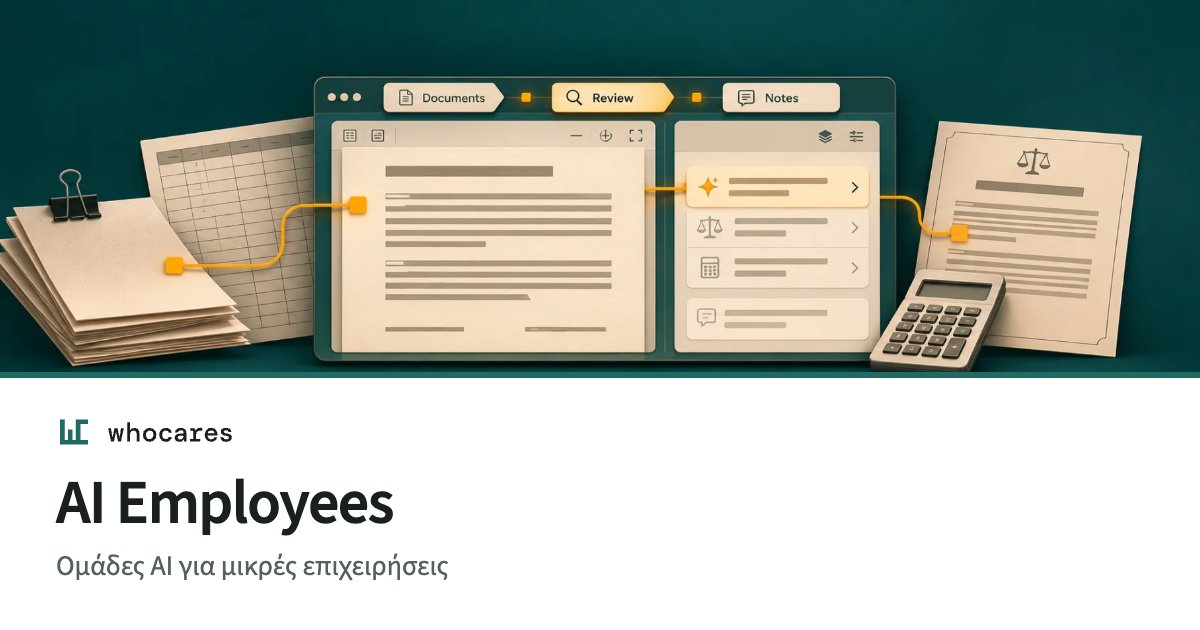 Documents
Review
Notes
whocares
AI Employees
Ομάδες AI για μικρές επιχειρήσεις